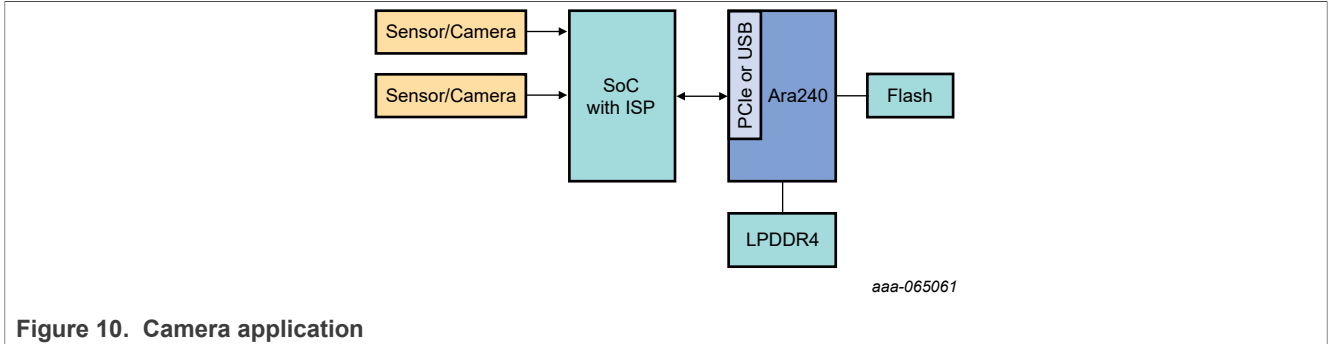 Sensor/Camera
Sensor/Camera
SoC
with ISP
PCIe or USB
Ara240
Flash
LPDDR4
aaa-065061
Figure 10. Camera application